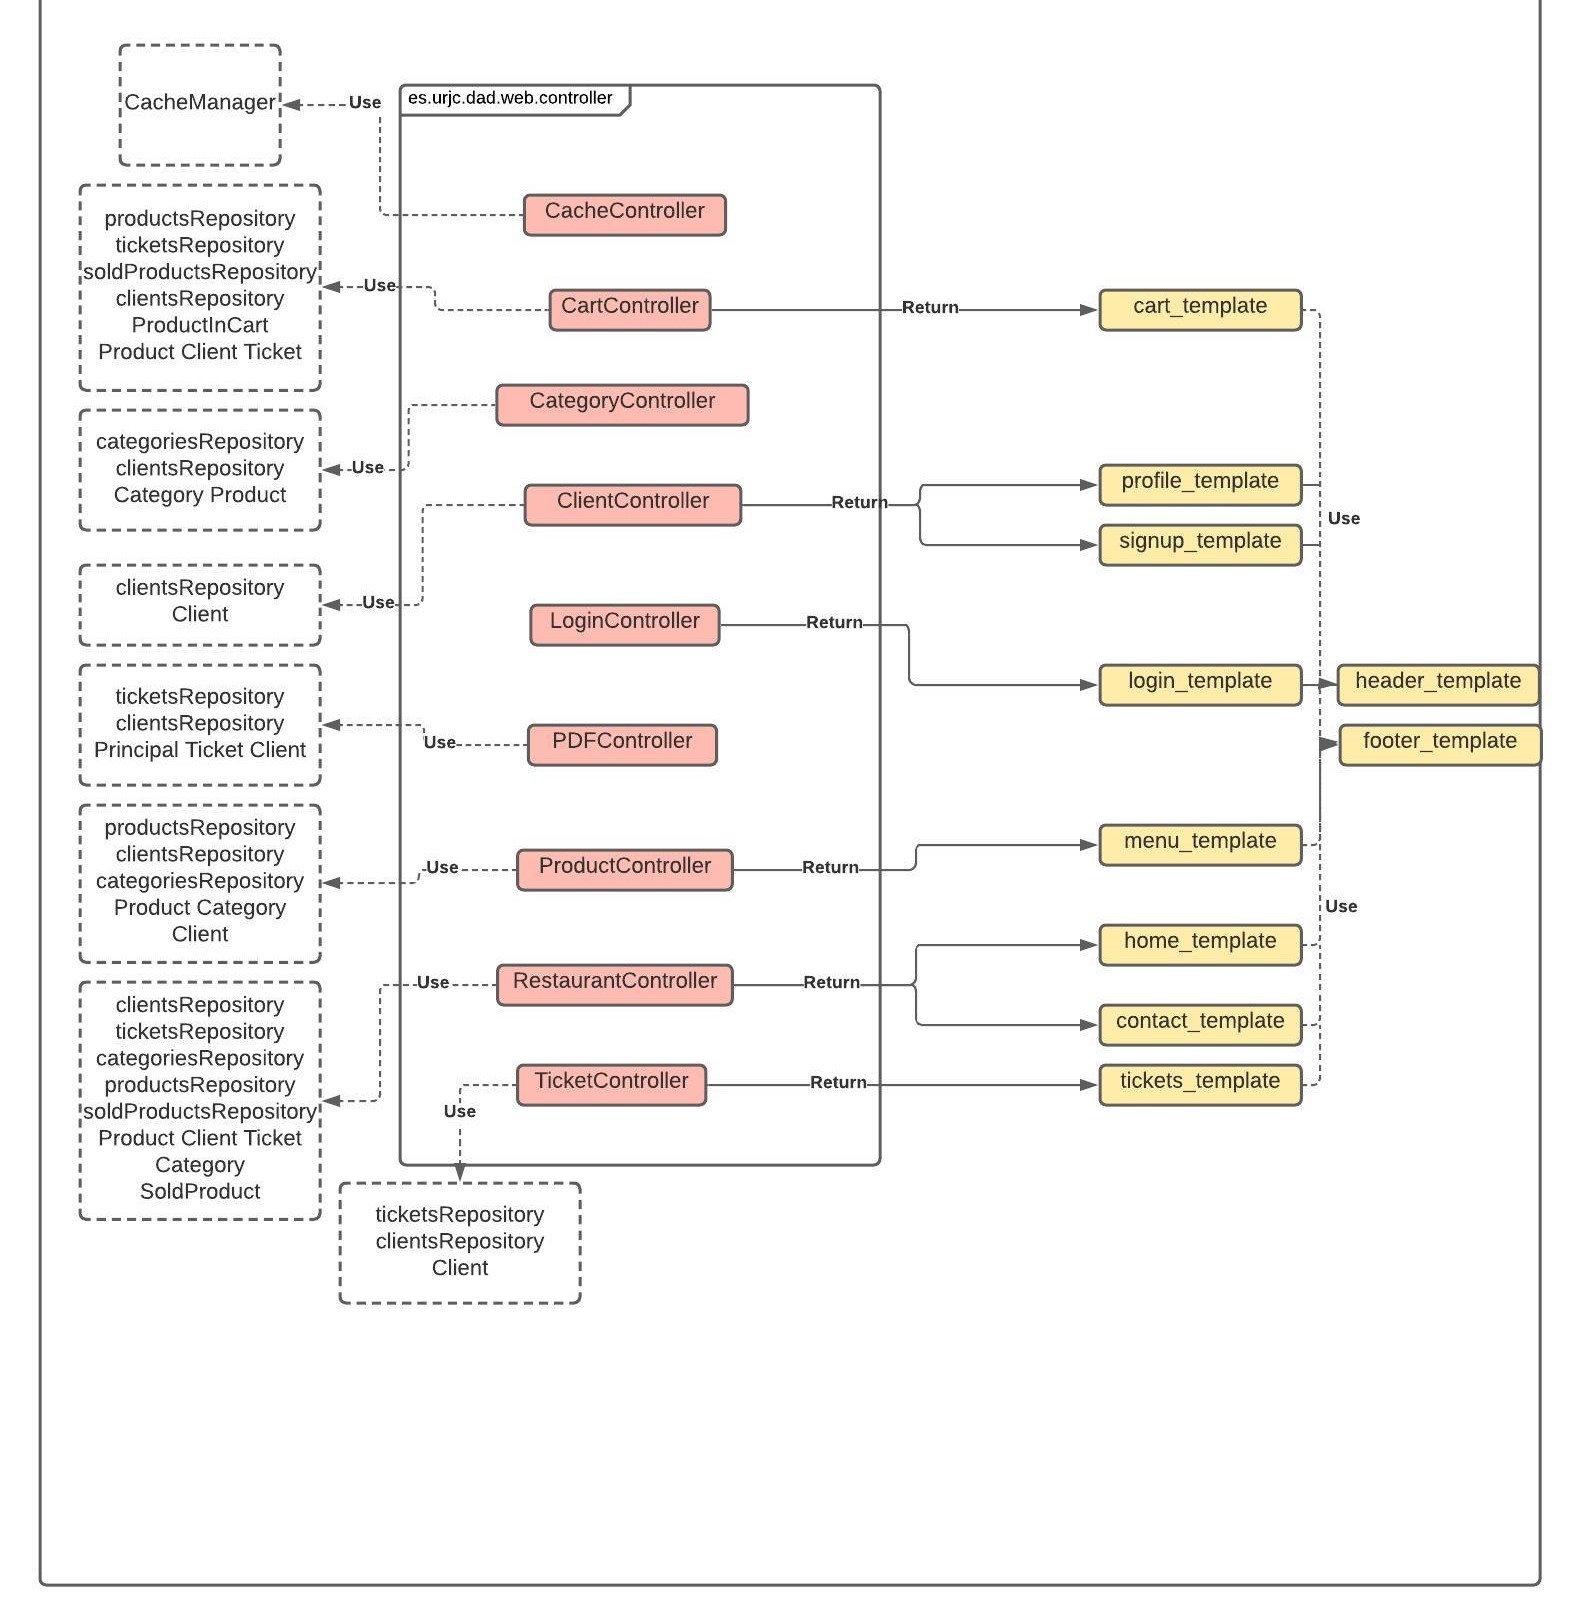 CacheManager
Use
es.urjc.dad.web.controller
CacheController
productsRepository
ticketsRepository
soldProductsRepository
clientsRepository
ProductInCart
Product Client Ticket
Use
CartController
Return
cart_template
CategoryController
categoriesRepository
clientsRepository
Category Product
Use
ClientController
Return
profile_template
signup_template
Use
clientsRepository
Client
Use
LoginController
Return
login_template
header_template
ticketsRepository
clientsRepository
Principal Ticket Client
Use
PDFController
footer_template
productsRepository
clientsRepository
categoriesRepository
Product Category
Client
Use
ProductController
Return
menu_template
Use
home_template
clientsRepository
ticketsRepository
categoriesRepository
productsRepository
soldProductsRepository
Product Client Ticket
Category
SoldProduct
Use
RestaurantController
Return
contact_template
TicketController
Return
tickets_template
Use
ticketsRepository
clientsRepository
Client